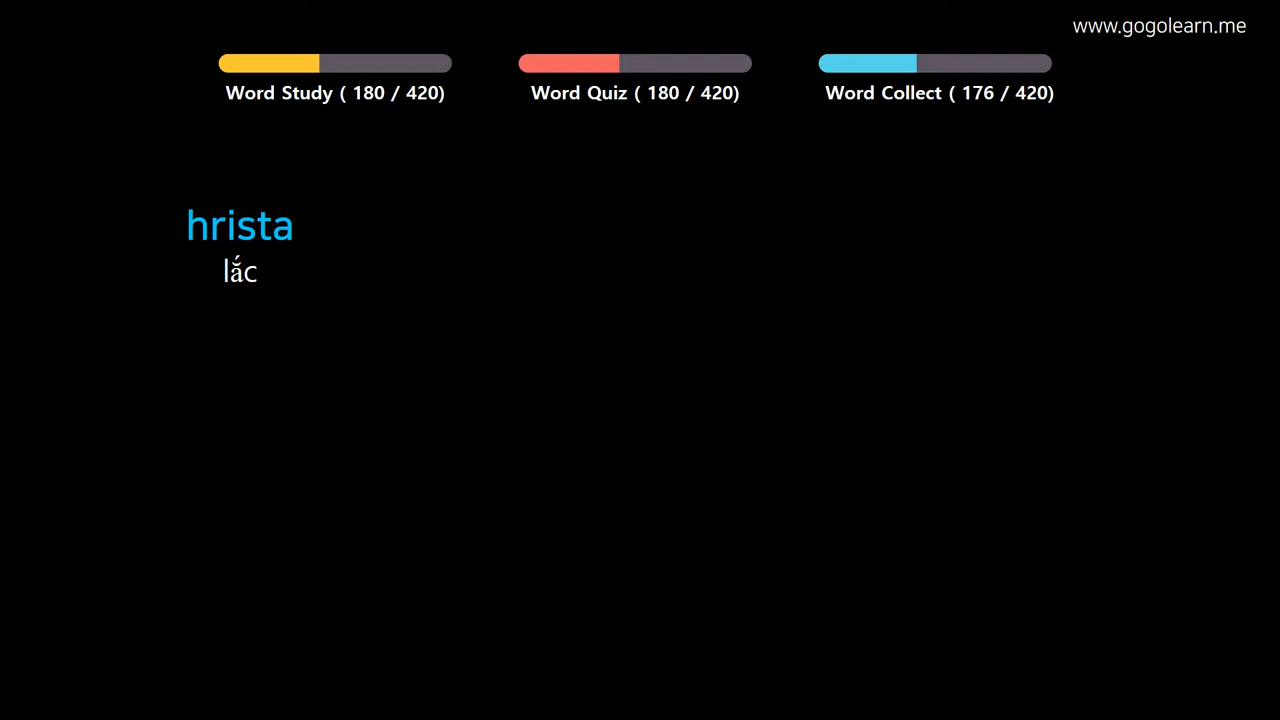 www.gogolearn.me
Word Study ( 180 / 420)
Word Quiz ( 180 / 420)
Word Collect ( 176 / 420)
hrista
lắc